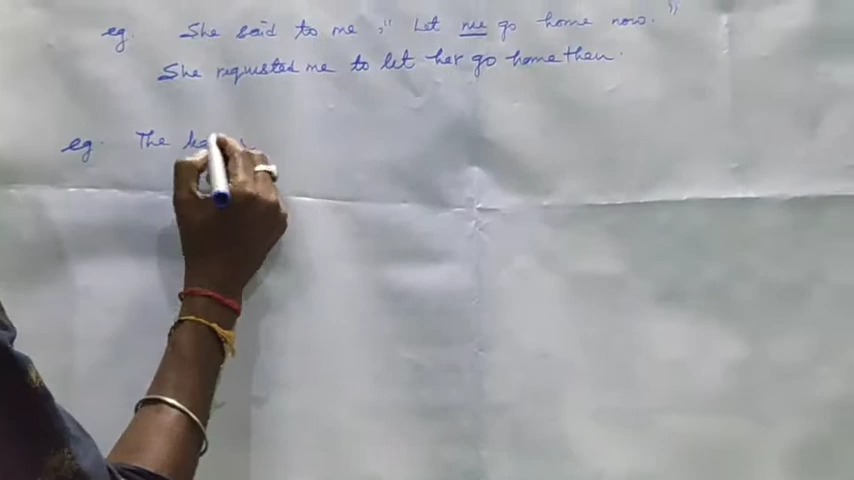 eg. She said to me, "Let me go home now."
She requested me to let her go home then.
eg. The